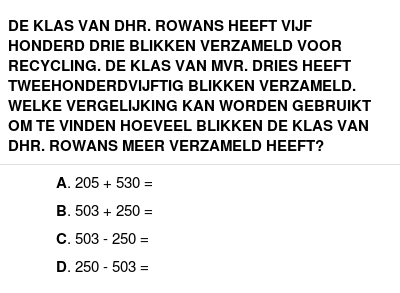 DE KLAS VAN DHR. ROWANS HEEFT VIJF
HONDERD DRIE BLIKKEN VERZAMELD VOOR
RECYCLING. DE KLAS VAN MVR. DRIES HEEFT
TWEEHONDERDVIJFTIG BLIKKEN VERZAMELD.
WELKE VERGELIJKING KAN WORDEN GEBRUIKT
OM TE VINDEN HOEVEEL BLIKKEN DE KLAS VAN
DHR. ROWANS MEER VERZAMELD HEEFT?
A. 205 + 530 =
B. 503 + 250 =
C. 503 - 250 =
D. 250 - 503 =